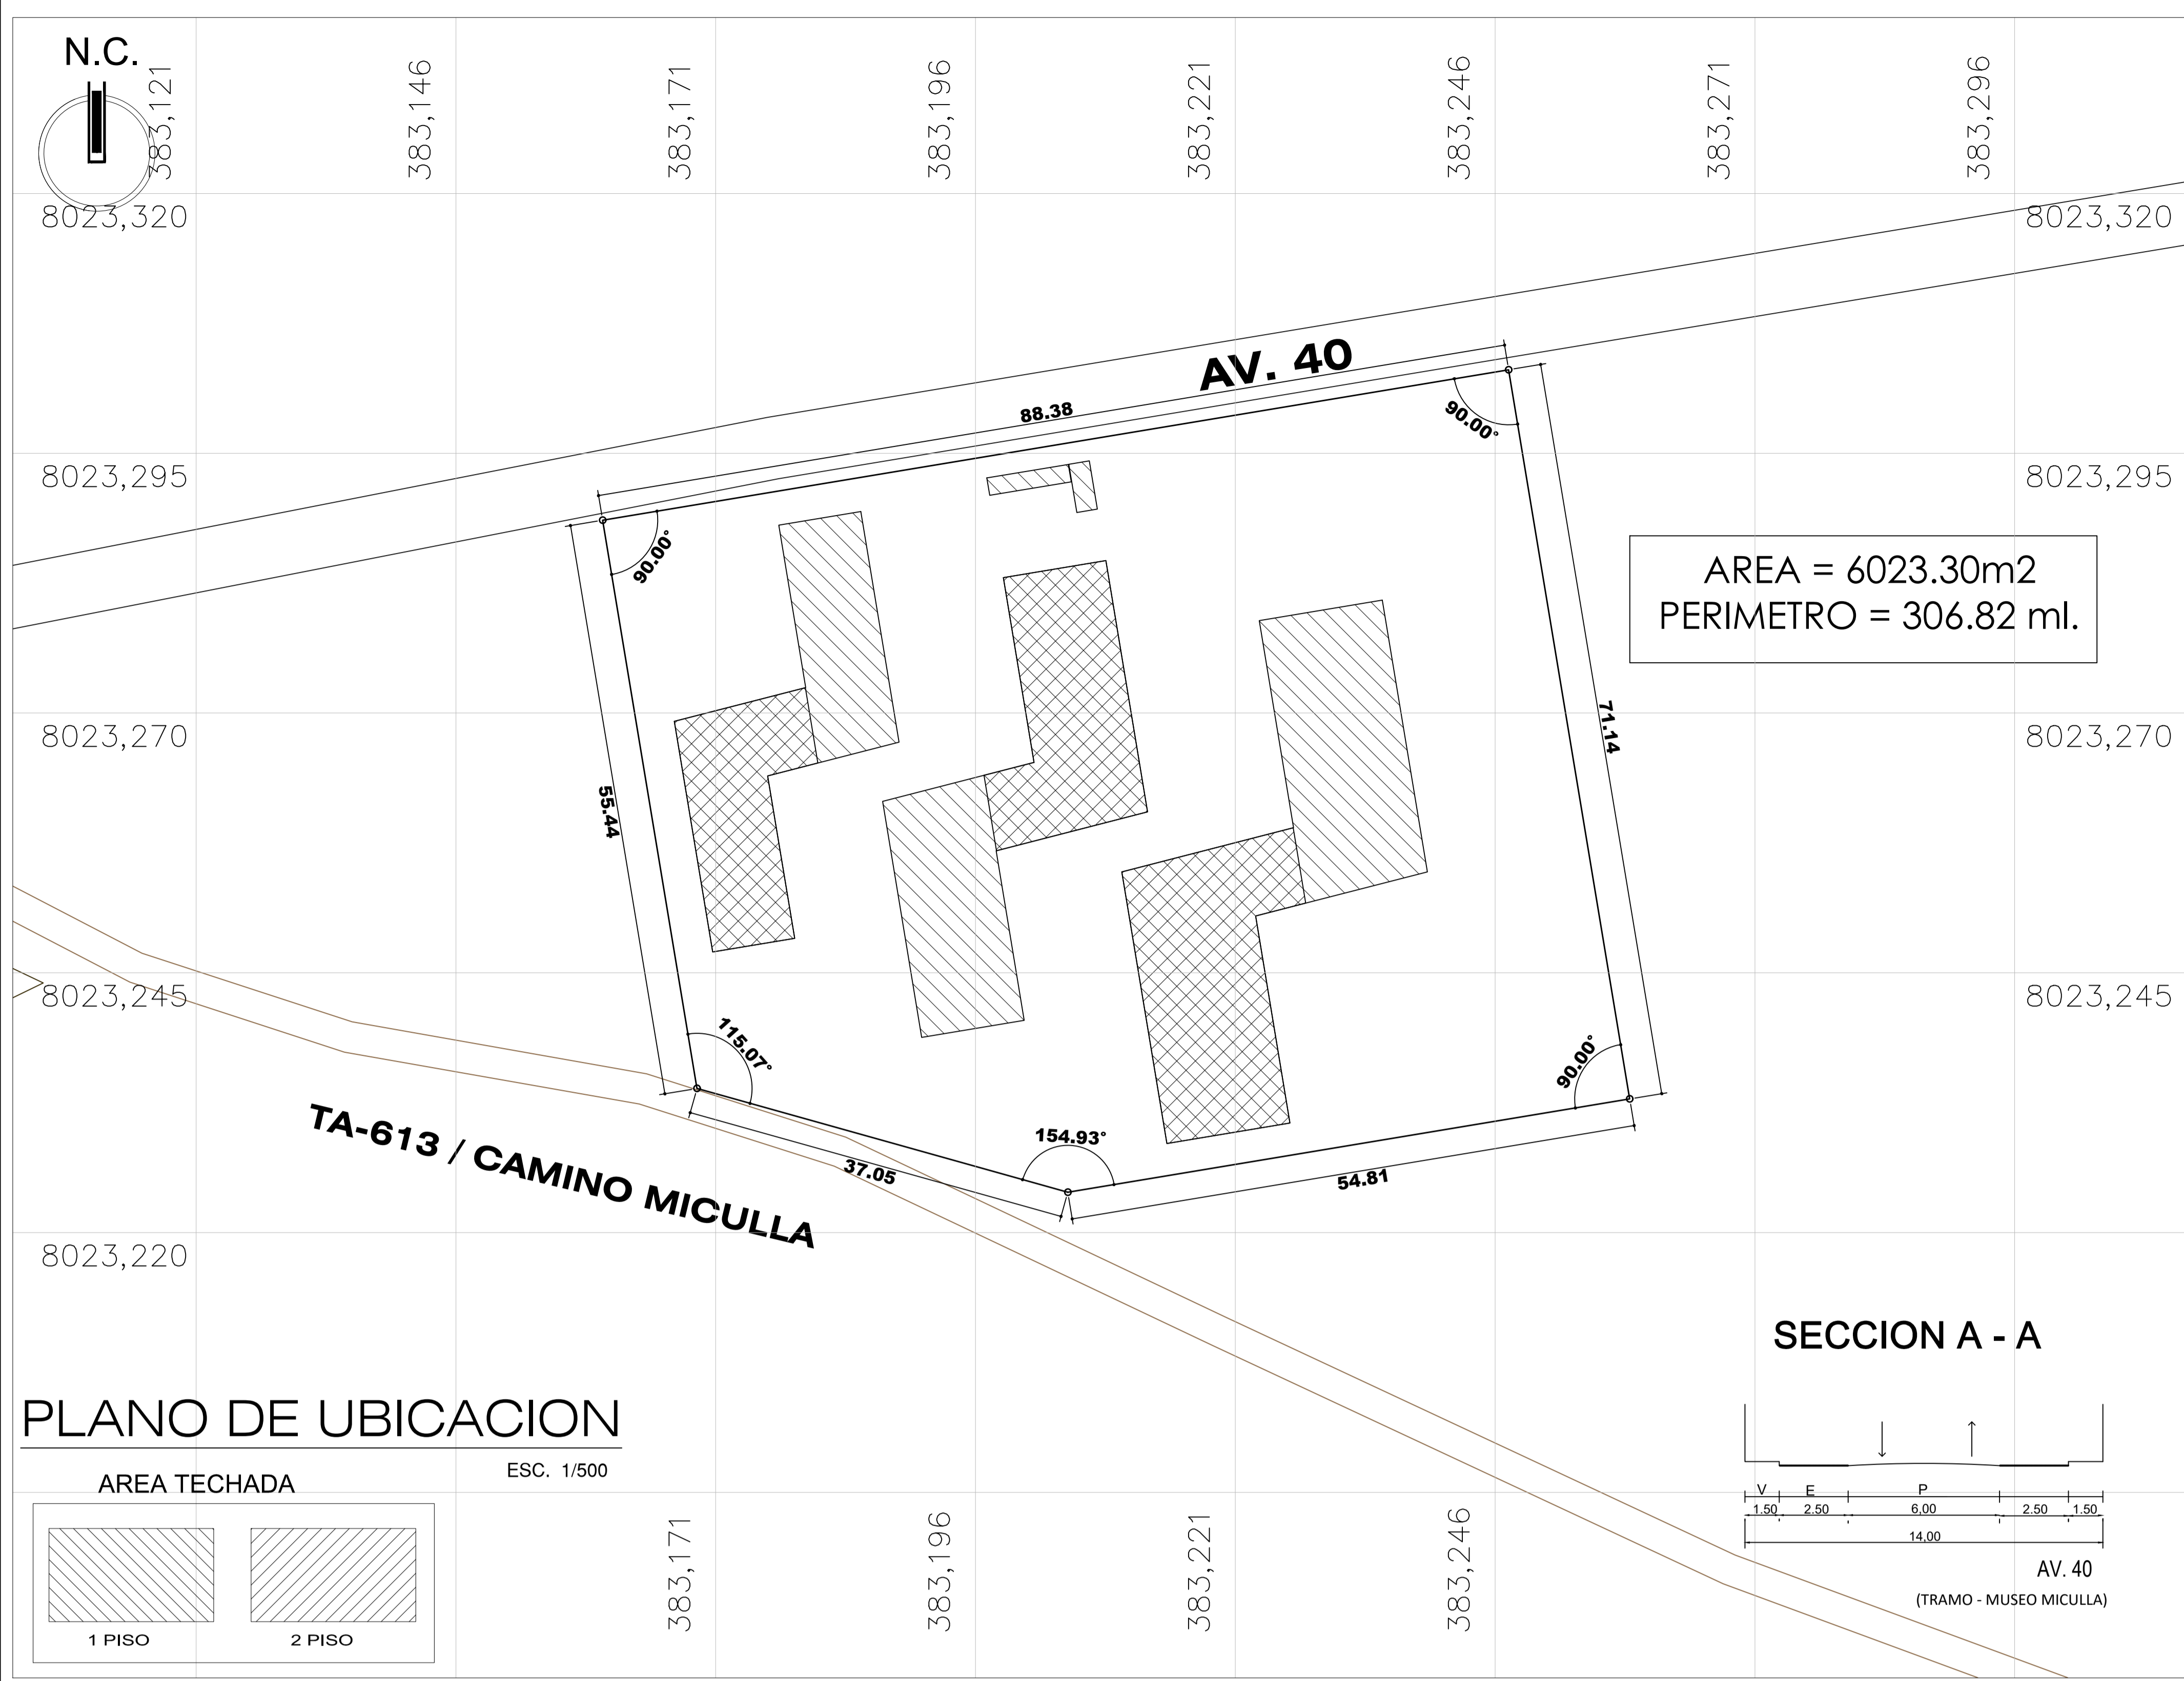 N.C.
383,121
383,146
383,171
383,196
383,221
383,246
383,271
383,296
8023,320
8023,320
AV. 40
88.38
90.00°
90.00°
8023,295
8023,295
AREA = 6023.30m2
PERIMETRO = 306.82 ml.
8023,270
8023,270
71.14
55.44
8023,245
8023,245
115.07°
90.00°
154.93°
TA-613 / CAMINO MICULLA
37.05
54.81
8023,220
SECCION A - A
PLANO DE UBICACION
ESC. 1/500
AREA TECHADA
1 PISO
2 PISO
383,171
383,196
383,221
383,246
V E P
1.50 2.50 6,00 2.50 1.50
14,00
AV. 40
(TRAMO - MUSEO MICULLA)